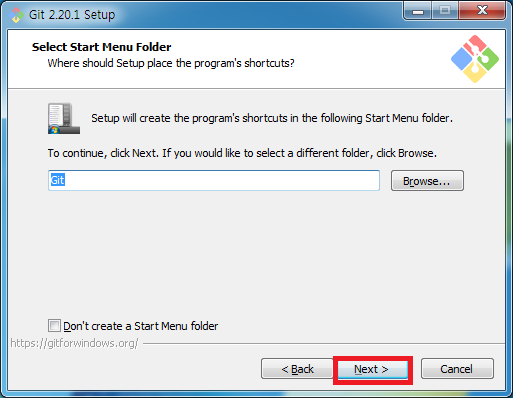 Git 2.20.1 Setup
Select Start Menu Folder
Where should Setup place the program's shortcuts?
Setup will create the program's shortcuts in the following Start Menu folder.
To continue, click Next. If you would like to select a different folder, click Browse.
Git
Browse...
Don't create a Start Menu folder
https://gitforwindows.org/
< Back
Next >
Cancel